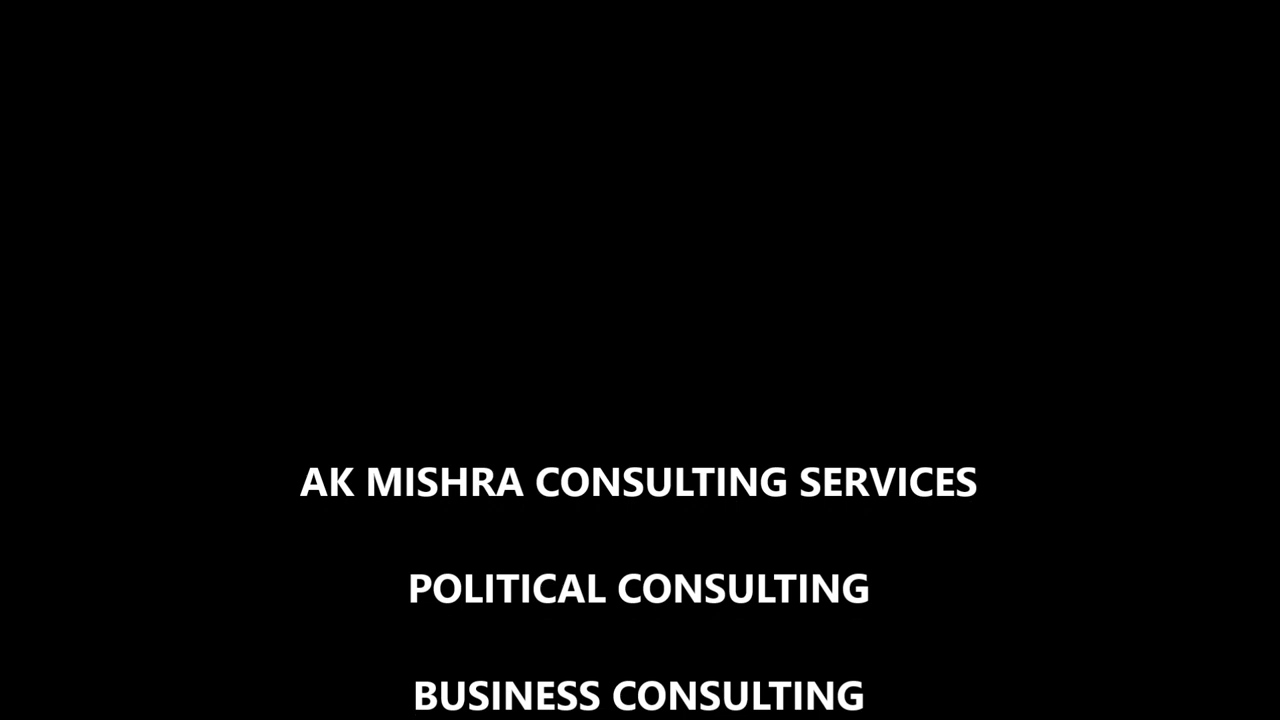 AK MISHRA CONSULTING SERVICES
POLITICAL CONSULTING
BUSINESS CONSULTING